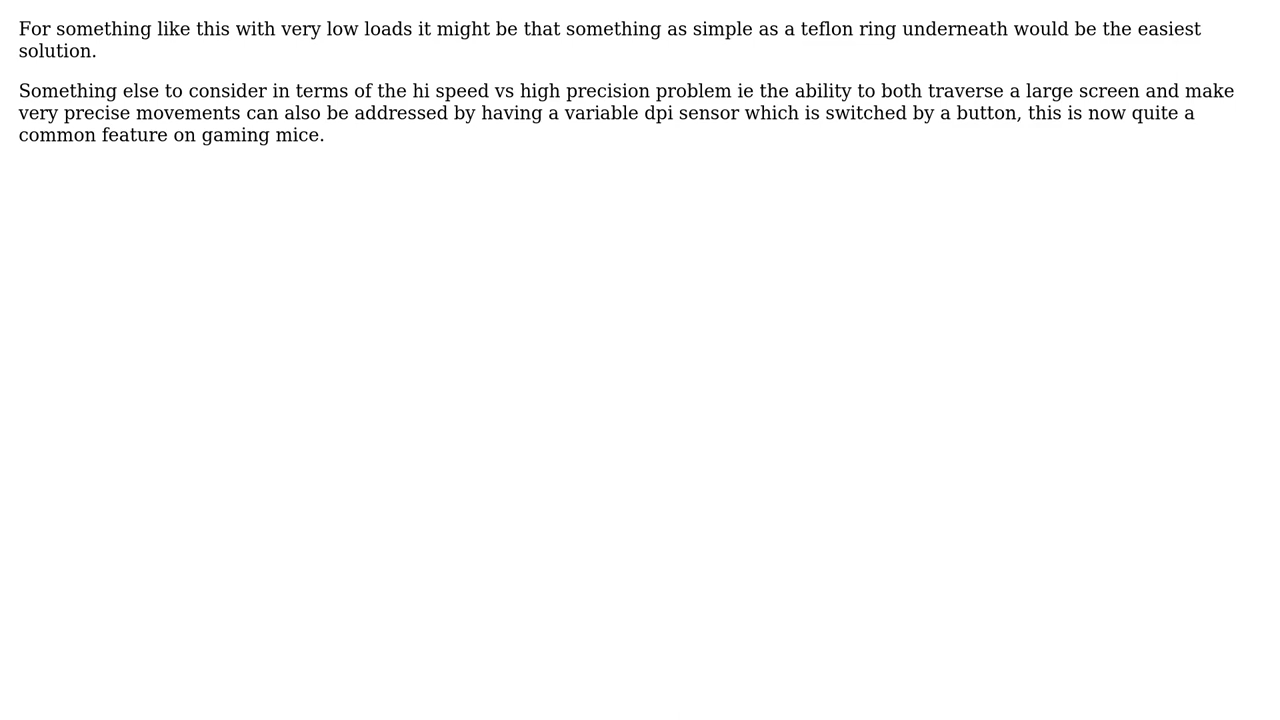 For something like this with very low loads it might be that something as simple as a teflon ring underneath would be the easiest
solution.
Something else to consider in terms of the hi speed vs high precision problem ie the ability to both traverse a large screen and make
very precise movements can also be addressed by having a variable dpi sensor which is switched by a button, this is now quite a
common feature on gaming mice.